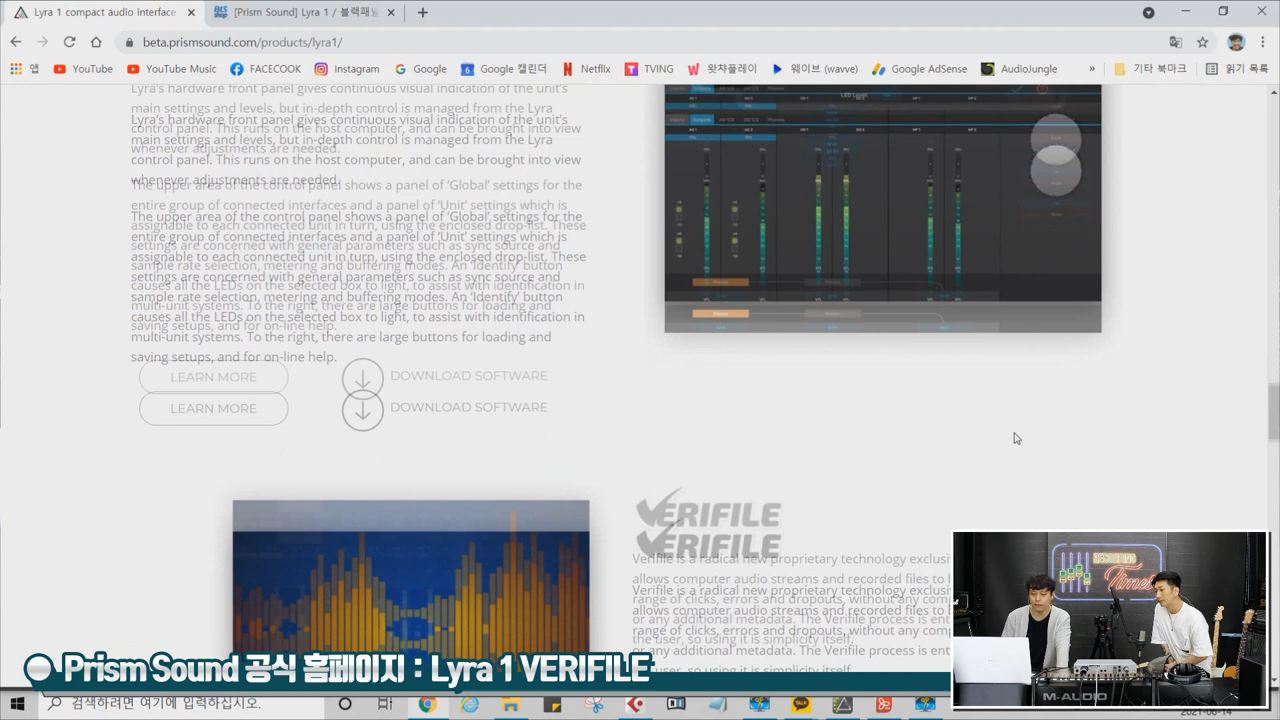 Lyra 1 compact audio interface
[Prism Sound] Lyra 1 / 블랙패널
beta.prismsound.com/products/lyra1/
앱
YouTube
YouTube Music
FACECOOK
Instagram
Google
Google 캘린더
Netflix
TVING
왓챠플레이
웨이브 (wavve)
Google AdSense
AudioJungle
»
기타 북마크
읽기 목록
Lyra's hardware front panel gives continuous visual indication of the unit's
main settings and levels, but in-depth control is managed from the Lyra
control panel. This runs on the host computer, and can be brought into view
whenever adjustments are needed.
The upper area of the control panel shows a panel of 'Global' settings for the
entire group of connected interfaces and a panel of 'Unit' settings which is
assignable to each connected unit in turn, using the enclosed drop-list. These
settings are concerned with general parameters such as sync source and
sample rate selection, metering and buffering modes. An 'Identify' button
causes all the LEDs on the selected box to light, to assist with identification in
multi-unit systems. To the right, there are large buttons for loading and
saving setups, and for on-line help.
LEARN MORE
DOWNLOAD SOFTWARE
LEARN MORE
DOWNLOAD SOFTWARE
VERIFILE
VERIFILE
Verifile is a radical new proprietary technology exclusi
allows computer audio streams and recorded files to b
range of clicks, errors and dropouts, without any com
or any additional metadata. The Verifile process is ent
the user, so using it is simplicity itself.
Time
M-AUDIO
Prism Sound 공식 홈페이지 : Lyra 1 VERIFILE
검색하려면 여기에 입력하십시오.
2021-06-14